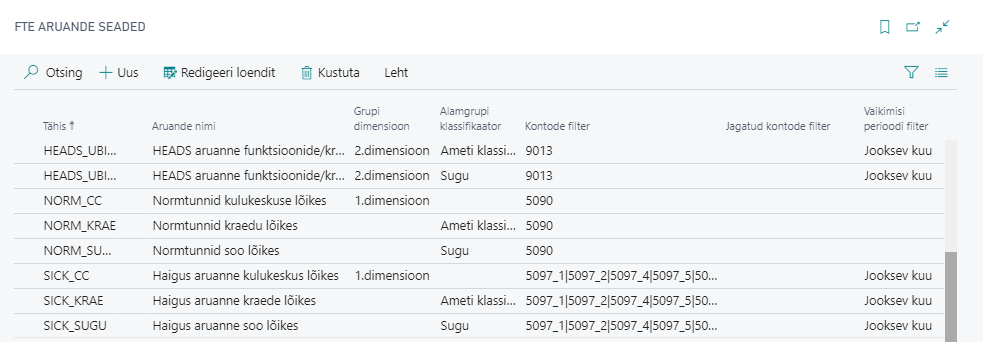 FTE ARUANDE SEADED
Otsing Uus Redigeeri loendit Kustuta Leht
Tähis ↑ Aruande nimi Grupi dimensioon Alamgrupi klassifikaator Kontode filter Jagatud kontode filter Vaikimisi perioodi filter
HEADS_UBI... HEADS aruanne funktsioonide/kr... 2.dimensioon Ameti klassi... 9013 Jooksev kuu
HEADS_UBI... HEADS aruanne funktsioonide/kr... 2.dimensioon Sugu 9013 Jooksev kuu
NORM_CC Normtunnid kulukeskuse lõikes 1.dimensioon 5090
NORM_KRAE Normtunnid kraedu lõikes Ameti klassi... 5090
NORM_SU... Normtunnid soo lõikes Sugu 5090
SICK_CC Haigus aruanne kulukeskus lõikes 1.dimensioon 5097_1|5097_2|5097_4|5097_5|50... Jooksev kuu
SICK_KRAE Haigus aruanne kraede lõikes Ameti klassi... 5097_1|5097_2|5097_4|5097_5|50... Jooksev kuu
SICK_SUGU Haigus aruanne soo lõikes Sugu 5097_1|5097_2|5097_4|5097_5|50... Jooksev kuu